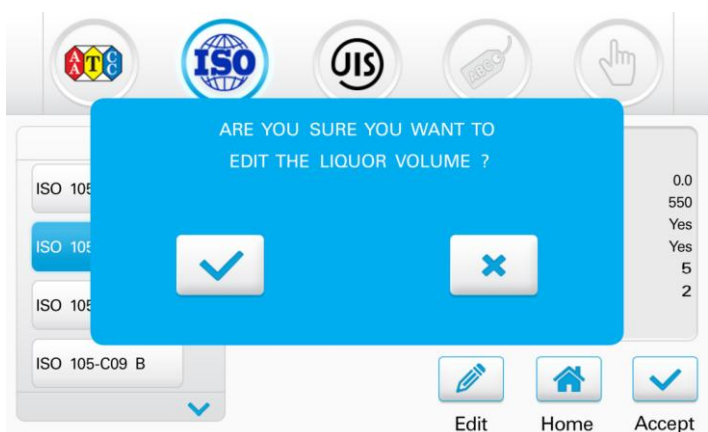 AATCC
ISO
JIS
ABCD
ARE YOU SURE YOU WANT TO
EDIT THE LIQUOR VOLUME ?
ISO 105
0.0
550
ISO 105
Yes
Yes
5
ISO 105
2
ISO 105-C09 B
Edit
Home
Accept